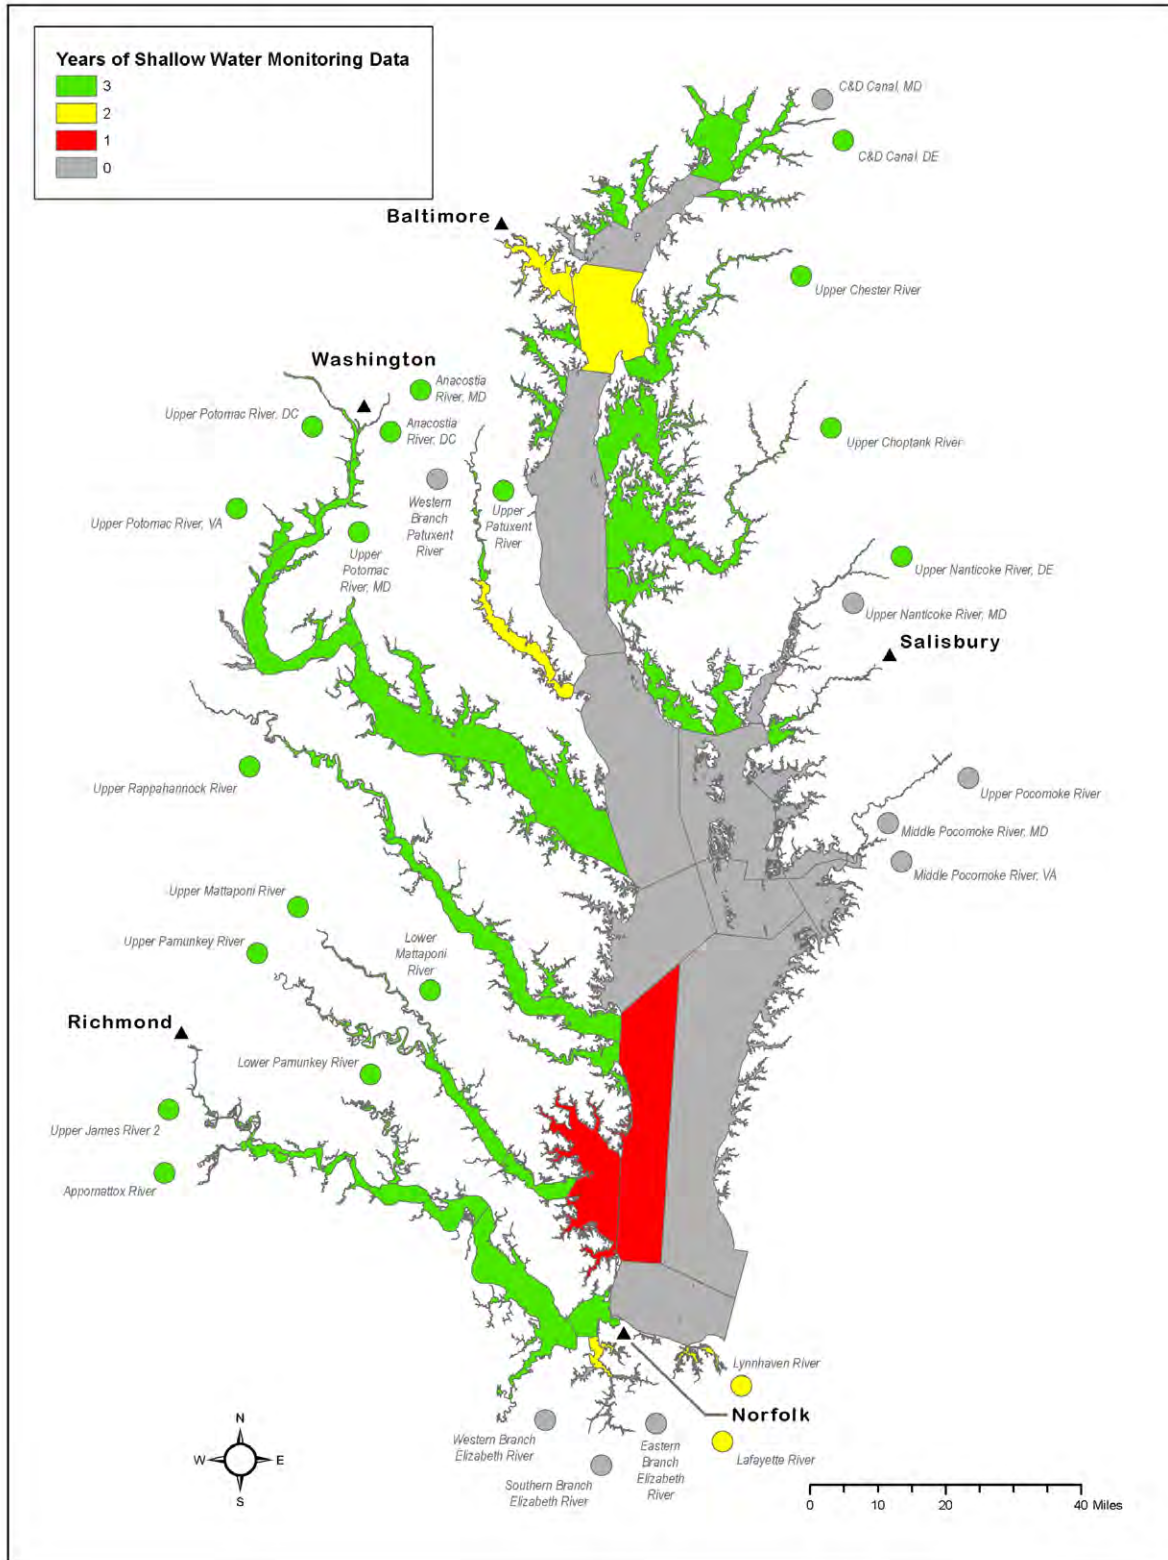 Years of Shallow Water Monitoring Data
3
2
1
0
C&D Canal, MD
C&D Canal, DE
Baltimore
Upper Chester River
Washington
Anacostia
River, MD
Upper Potomac River, DC
Anacostia
River, DC
Upper Choptank River
Western
Branch
Patuxent
River
Upper
Patuxent
River
Upper Potomac River, VA
Upper
Potomac
River, MD
Upper Nanticoke River, DE
Upper Nanticoke River, MD
Salisbury
Upper Rappahannock River
Upper Pocomoke River
Middle Pocomoke River, MD
Middle Pocomoke River, VA
Upper Mattaponi River
Upper Pamunkey River
Lower
Mattaponi
River
Richmond
Lower Pamunkey River
Upper James River 2
Appomattox River
Lynnhaven River
Norfolk
Western Branch
Elizabeth River
Southern Branch
Elizabeth River
Eastern
Branch
Elizabeth
River
Lafayette River
N
W
E
S
0 10 20 40 Miles